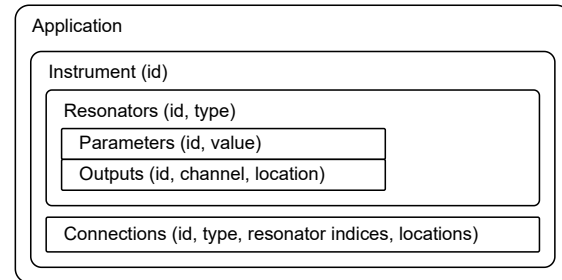 Application
Instrument (id)
Resonators (id, type)
Parameters (id, value)
Outputs (id, channel, location)
Connections (id, type, resonator indices, locations)